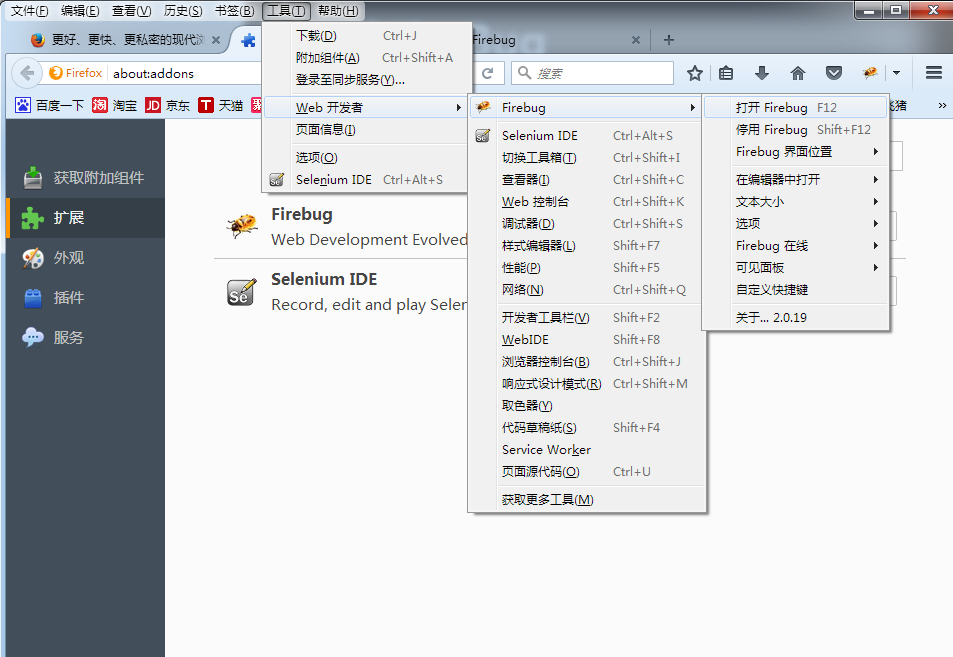 文件(F) 编辑(E) 查看(V) 历史(S) 书签(B) 工具(T) 帮助(H)
更好、更快、更私密的现代浏
Firebug
Firefox about:addons
搜索
百度一下 淘宝 JD 京东 T 天猫 聚
飞猪
下载(D) Ctrl+J
附加组件(A) Ctrl+Shift+A
登录至同步服务(Y)...
Web 开发者
页面信息(I)
选项(O)
Selenium IDE Ctrl+Alt+S
Firebug
Selenium IDE Ctrl+Alt+S
切换工具箱(T) Ctrl+Shift+I
查看器(I) Ctrl+Shift+C
Web 控制台 Ctrl+Shift+K
调试器(D) Ctrl+Shift+S
样式编辑器(L) Shift+F7
性能(P) Shift+F5
网络(N) Ctrl+Shift+Q
开发者工具栏(V) Shift+F2
WebIDE Shift+F8
浏览器控制台(B) Ctrl+Shift+J
响应式设计模式(R) Ctrl+Shift+M
取色器(Y)
代码草稿纸(S) Shift+F4
Service Worker
页面源代码(O) Ctrl+U
获取更多工具(M)
打开 Firebug F12
停用 Firebug Shift+F12
Firebug 界面位置
在编辑器中打开
文本大小
选项
Firebug 在线
可见面板
自定义快捷键
关于... 2.0.19
获取附加组件
扩展
外观
插件
服务
Firebug
Web Development Evolved
Se
Selenium IDE
Record, edit and play Seler